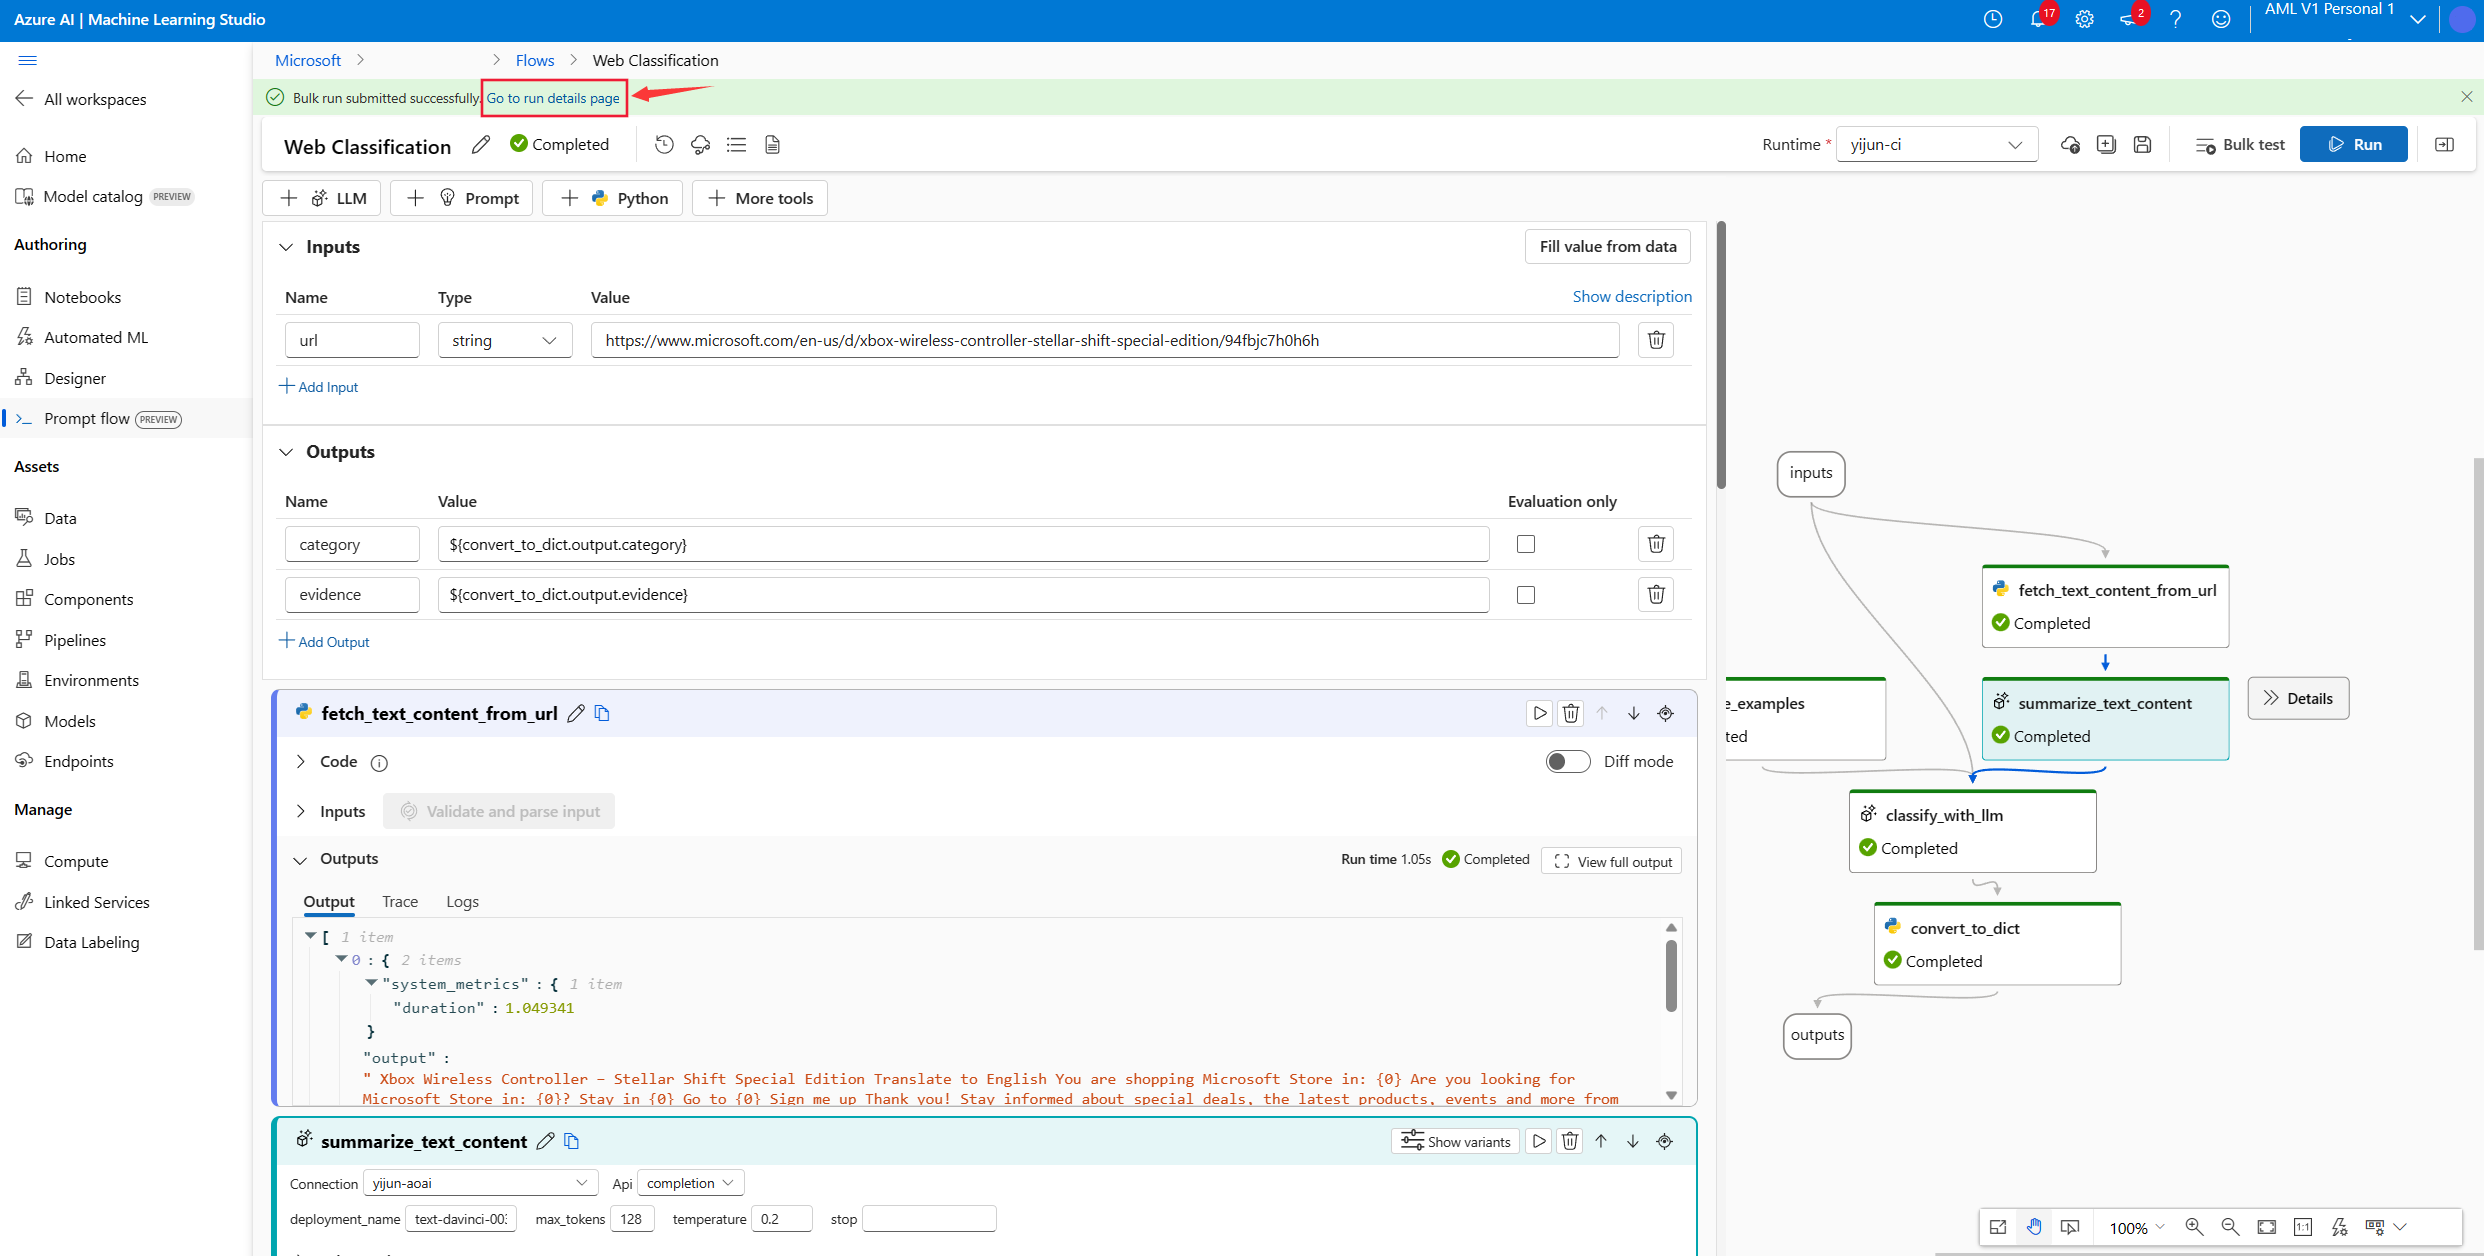 Azure AI | Machine Learning Studio
17
2
AML V1 Personal 1
Microsoft
Flows
Web Classification
All workspaces
Bulk run submitted successfully. Go to run details page
Web Classification
Completed
Runtime *
yijun-ci
Bulk test
Run
Home
Model catalog PREVIEW
LLM
Prompt
Python
More tools
Authoring
Inputs
Fill value from data
Notebooks
Name
Type
Value
Show description
Automated ML
url
string
https://www.microsoft.com/en-us/d/xbox-wireless-controller-stellar-shift-special-edition/94fbjc7h0h6h
Designer
Add Input
Prompt flow PREVIEW
Assets
Outputs
inputs
Name
Value
Evaluation only
Data
category
${convert_to_dict.output.category}
Jobs
evidence
${convert_to_dict.output.evidence}
fetch_text_content_from_url
Completed
Components
Pipelines
Add Output
Environments
fetch_text_content_from_url
e_examples
ted
summarize_text_content
Completed
Details
Models
Endpoints
Code
Diff mode
Manage
Inputs
Validate and parse input
classify_with_llm
Completed
Compute
Outputs
Run time 1.05s
Completed
View full output
Linked Services
Output
Trace
Logs
Data Labeling
[ 1 item
0 : { 2 items
"system_metrics" : { 1 item
"duration" : 1.049341
}
"output" :
" Xbox Wireless Controller – Stellar Shift Special Edition Translate to English You are shopping Microsoft Store in: {0} Are you looking for
Microsoft Store in: {0}? Stay in {0} Go to {0} Sign me up Thank you! Stay informed about special deals, the latest products, events and more from
convert_to_dict
Completed
outputs
summarize_text_content
Show variants
Connection
yijun-aoai
Api
completion
deployment_name
text-davinci-003
max_tokens
128
temperature
0.2
stop
100%
1:1